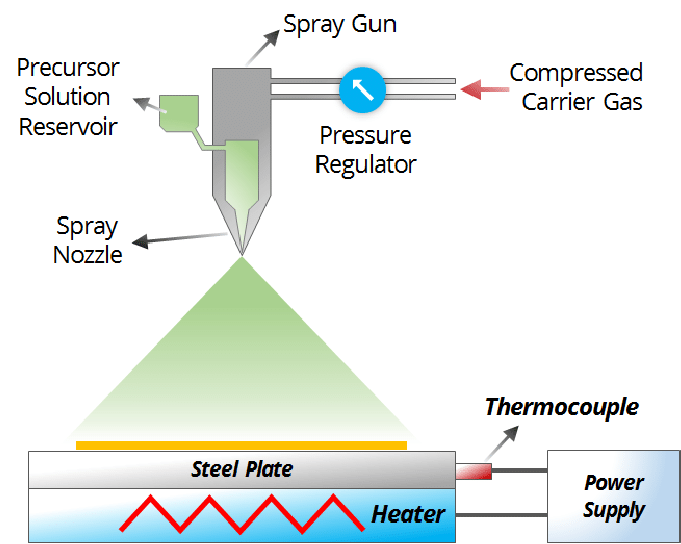 Spray Gun
Precursor
Solution
Reservoir
Compressed
Carrier Gas
Pressure
Regulator
Spray
Nozzle
Thermocouple
Steel Plate
Heater
Power
Supply